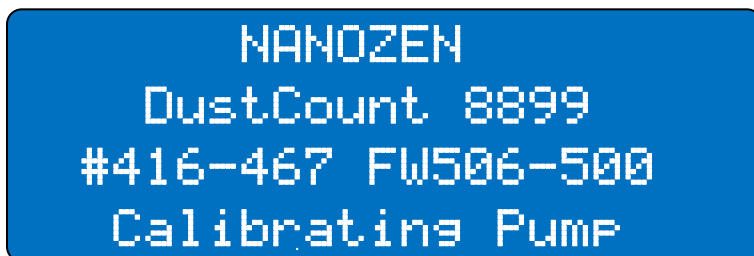 NANOZEN
DustCount 8899
#416-467 FW506-500
Calibrating Pump